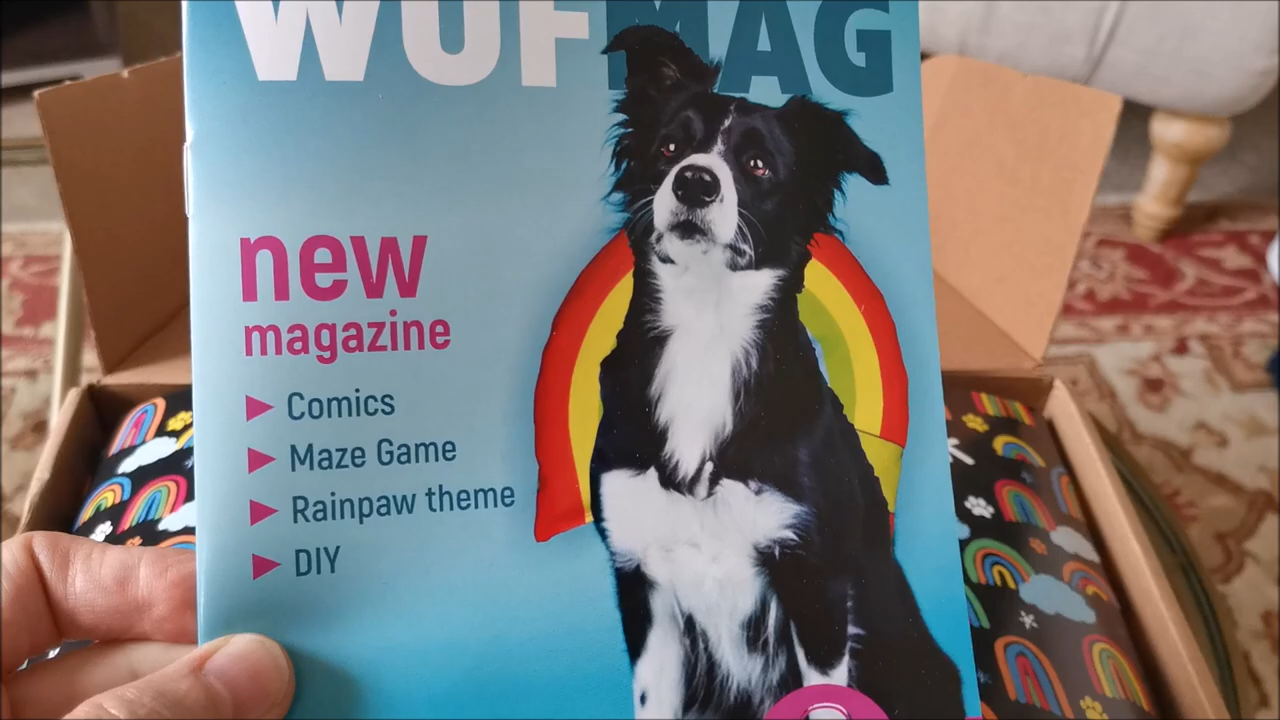 WUFMAG
new
magazine
Comics
Maze Game
Rainpaw theme
DIY